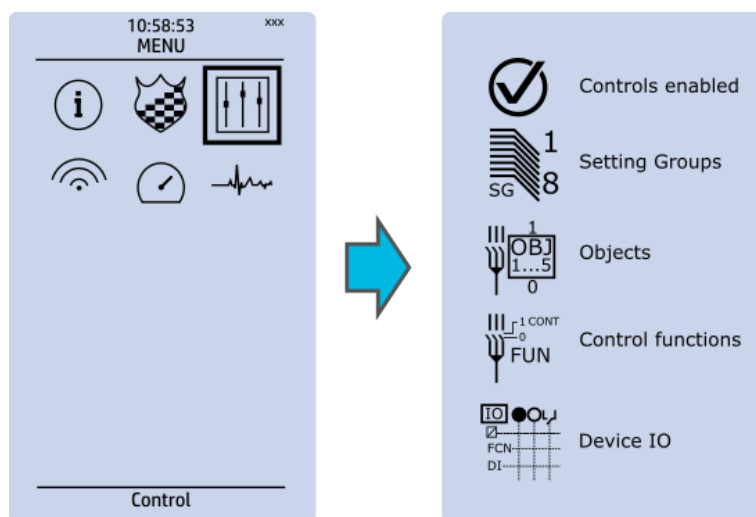 10:58:53 xxx
MENU
i
Control
Controls enabled
1
SG 8
Setting Groups
1
OBJ
1...5
0
Objects
1 CONT
0
FUN
Control functions
IO
FCN
DI
Device IO